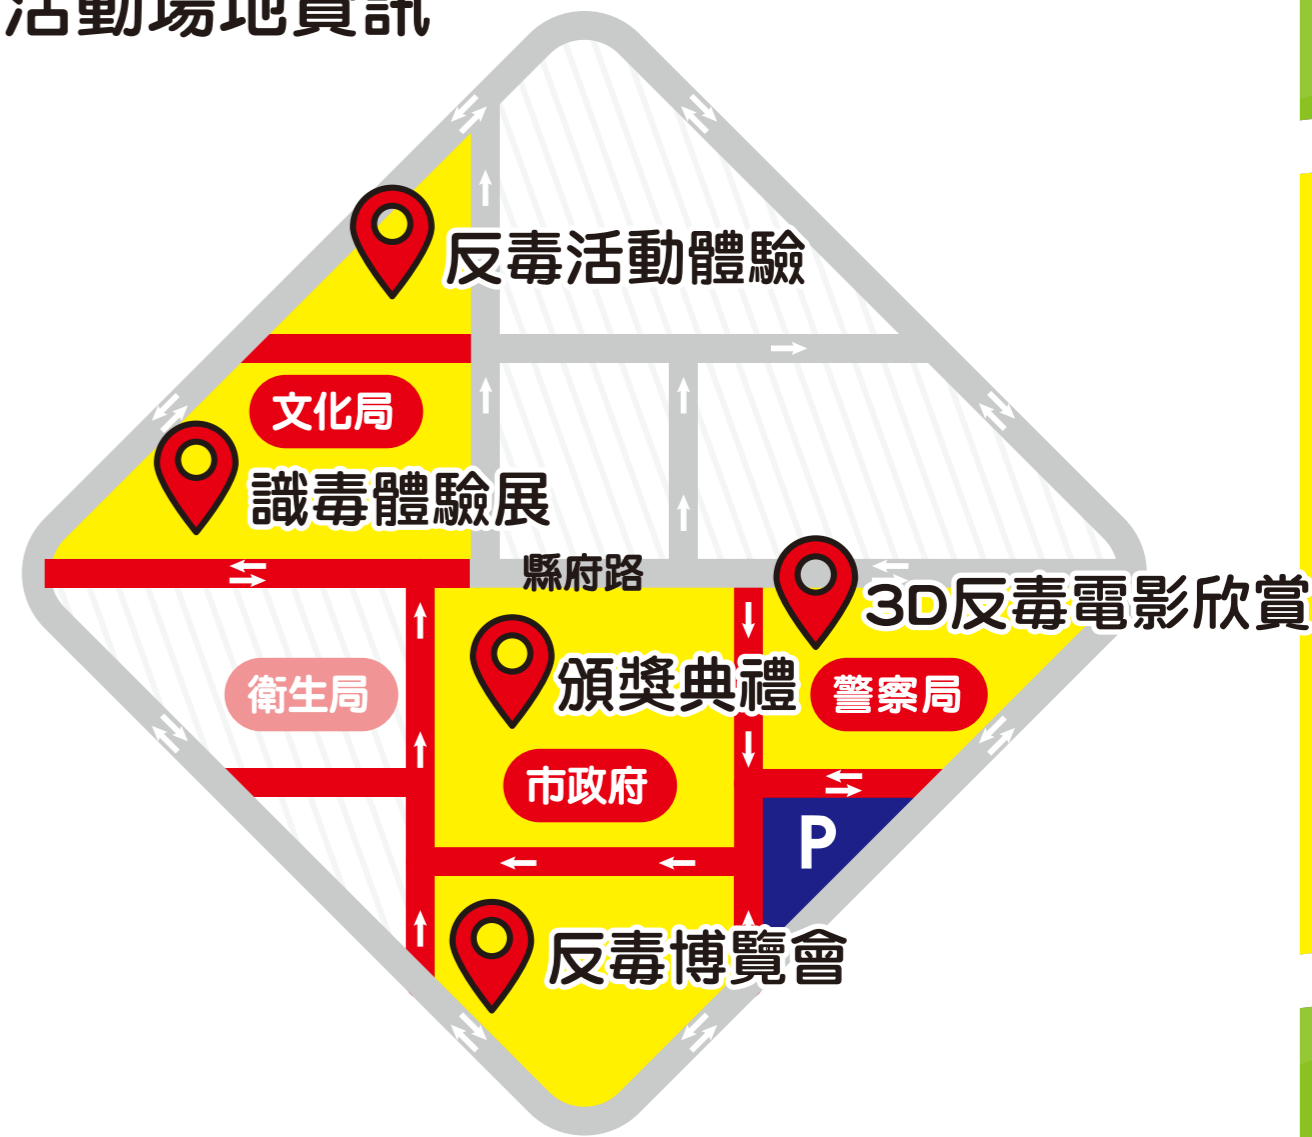 活動場地資訊
反毒活動體驗
文化局
識毒體驗展
縣府路
3D反毒電影欣賞
衛生局
頒獎典禮
警察局
市政府
P
反毒博覽會